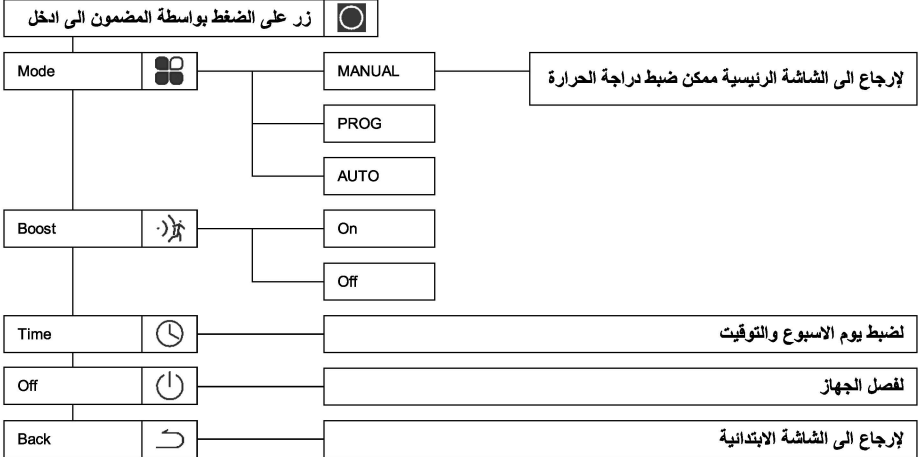 زر على الضغط بواسطة المضمون الى ادخل
Mode
MANUAL
لإرجاع الى الشاشة الرئيسية ممكن ضبط دراجة الحرارة
PROG
AUTO
Boost
On
Off
Time
لضبط يوم الاسبوع والتوقيت
Off
لفصل الجهاز
Back
لإرجاع الى الشاشة الابتدائية